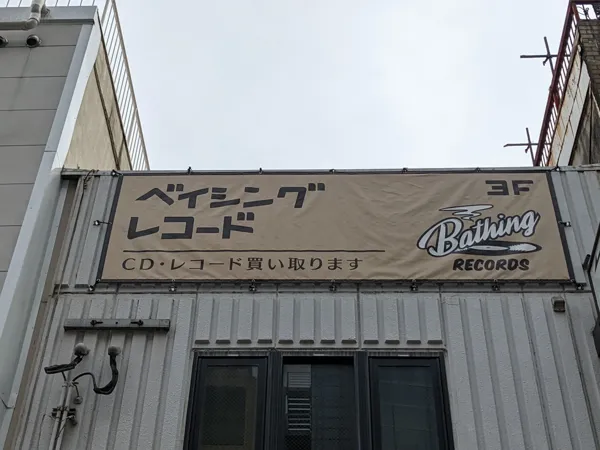 ベイシング
レコード
CD・レコード買い取ります
3F
Bathing
RECORDS